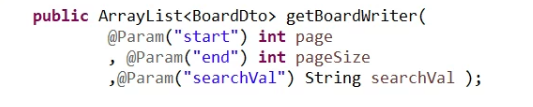 public ArrayList<BoardDto> getBoardWriter(
@Param("start") int page
, @Param("end") int pageSize
,@Param("searchVal") String searchVal );